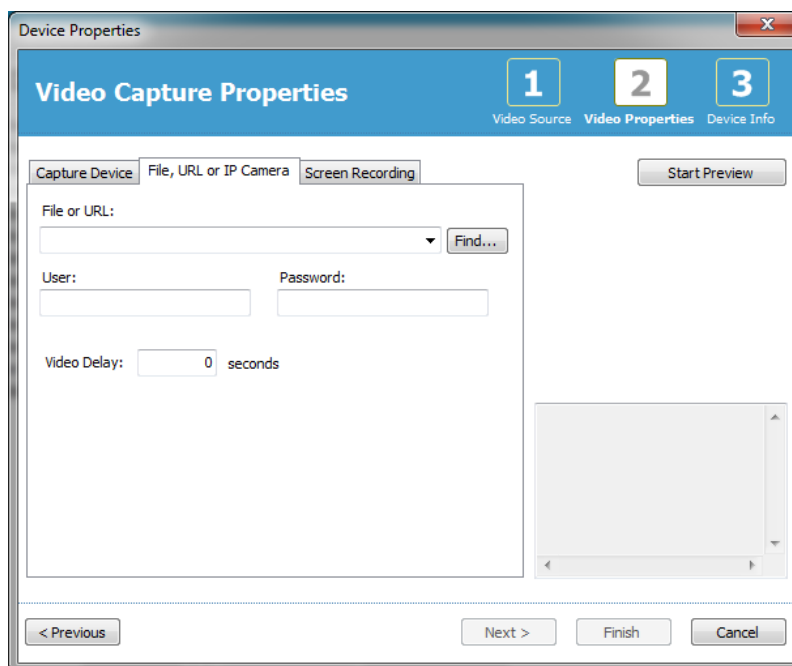 Device Properties
Video Capture Properties
1 2 3
Video Source Video Properties Device Info
Capture Device File, URL or IP Camera Screen Recording
Start Preview
File or URL:
Find...
User: Password:
Video Delay: 0 seconds
< Previous Next > Finish Cancel